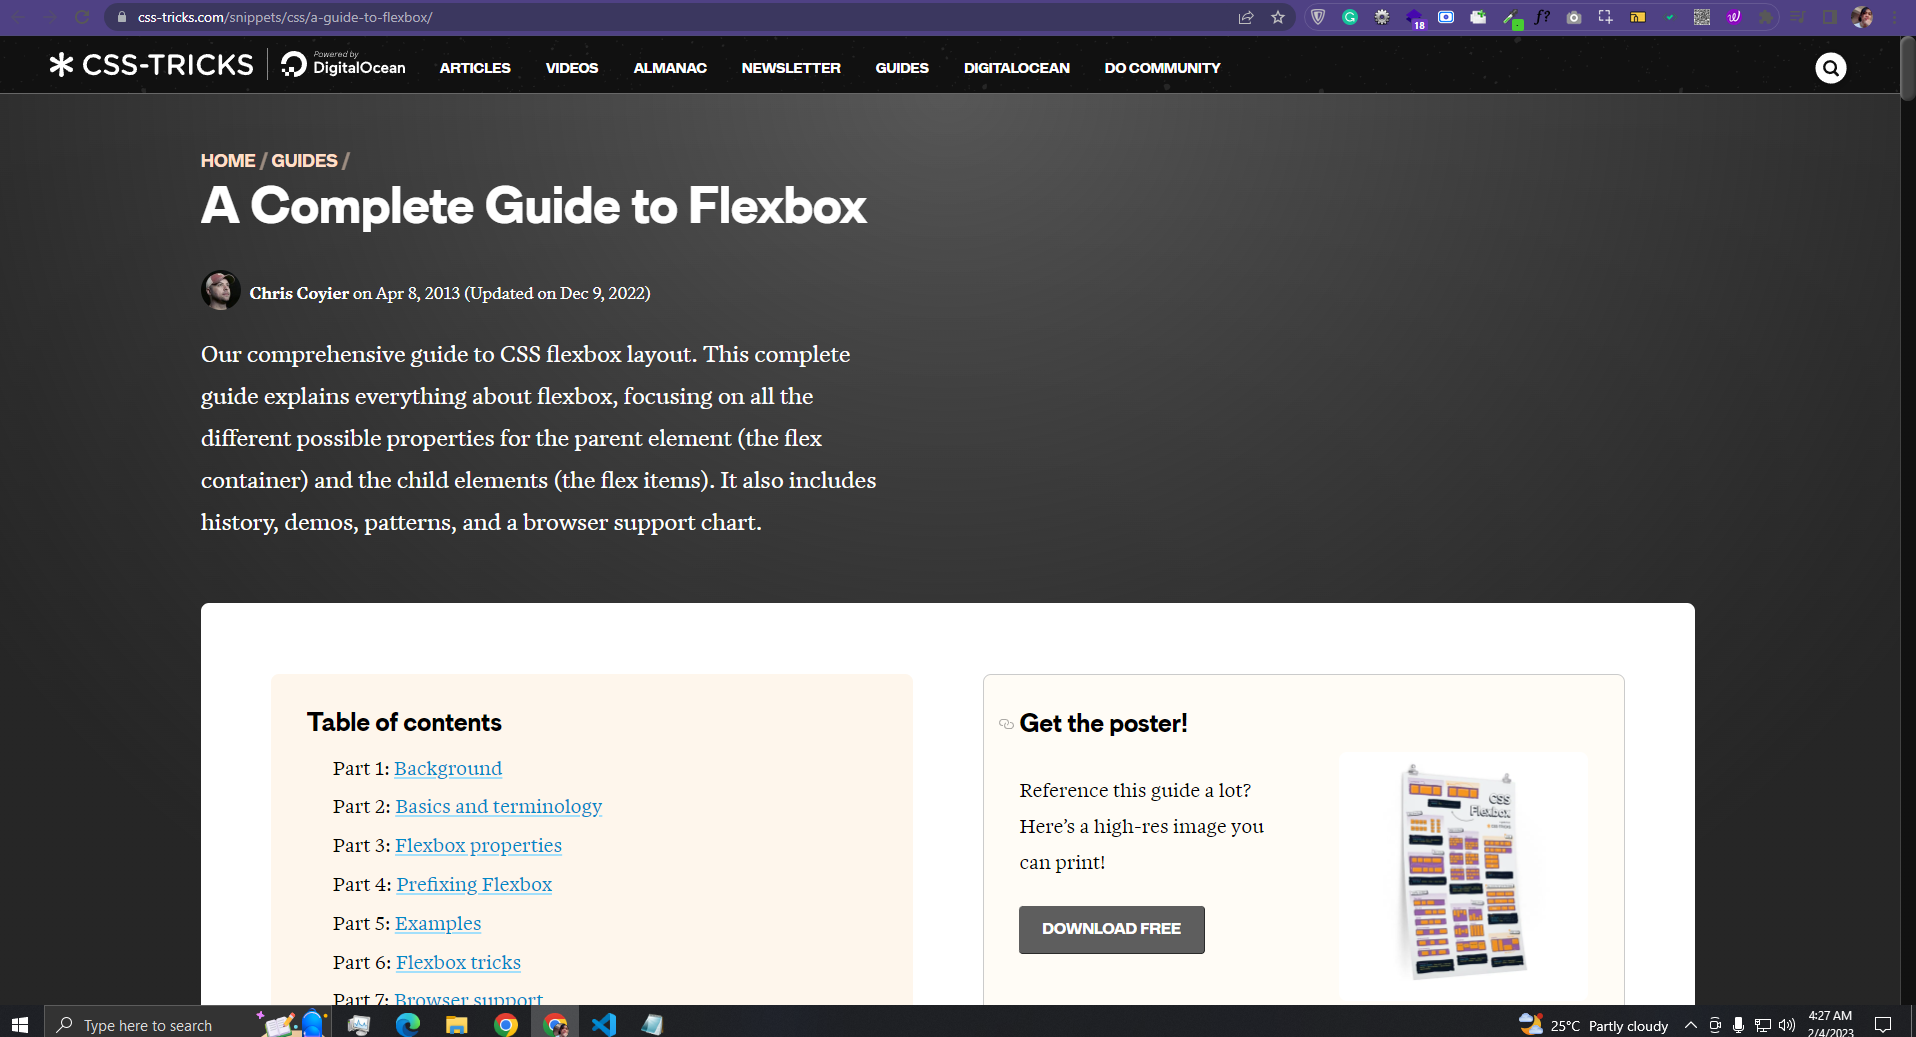 css-tricks.com/snippets/css/a-guide-to-flexbox/
18
f?
CSS-TRICKS
Powered by
DigitalOcean
ARTICLES
VIDEOS
ALMANAC
NEWSLETTER
GUIDES
DIGITALOCEAN
DO COMMUNITY
HOME / GUIDES /
A Complete Guide to Flexbox
Chris Coyier on Apr 8, 2013 (Updated on Dec 9, 2022)
Our comprehensive guide to CSS flexbox layout. This complete
guide explains everything about flexbox, focusing on all the
different possible properties for the parent element (the flex
container) and the child elements (the flex items). It also includes
history, demos, patterns, and a browser support chart.
Table of contents
Part 1: Background
Part 2: Basics and terminology
Part 3: Flexbox properties
Part 4: Prefixing Flexbox
Part 5: Examples
Part 6: Flexbox tricks
Part 7: Browser support
Get the poster!
Reference this guide a lot?
Here’s a high-res image you
can print!
DOWNLOAD FREE
CSS
Flexbox
Type here to search
25°C Partly cloudy
4:27 AM
2/4/2023